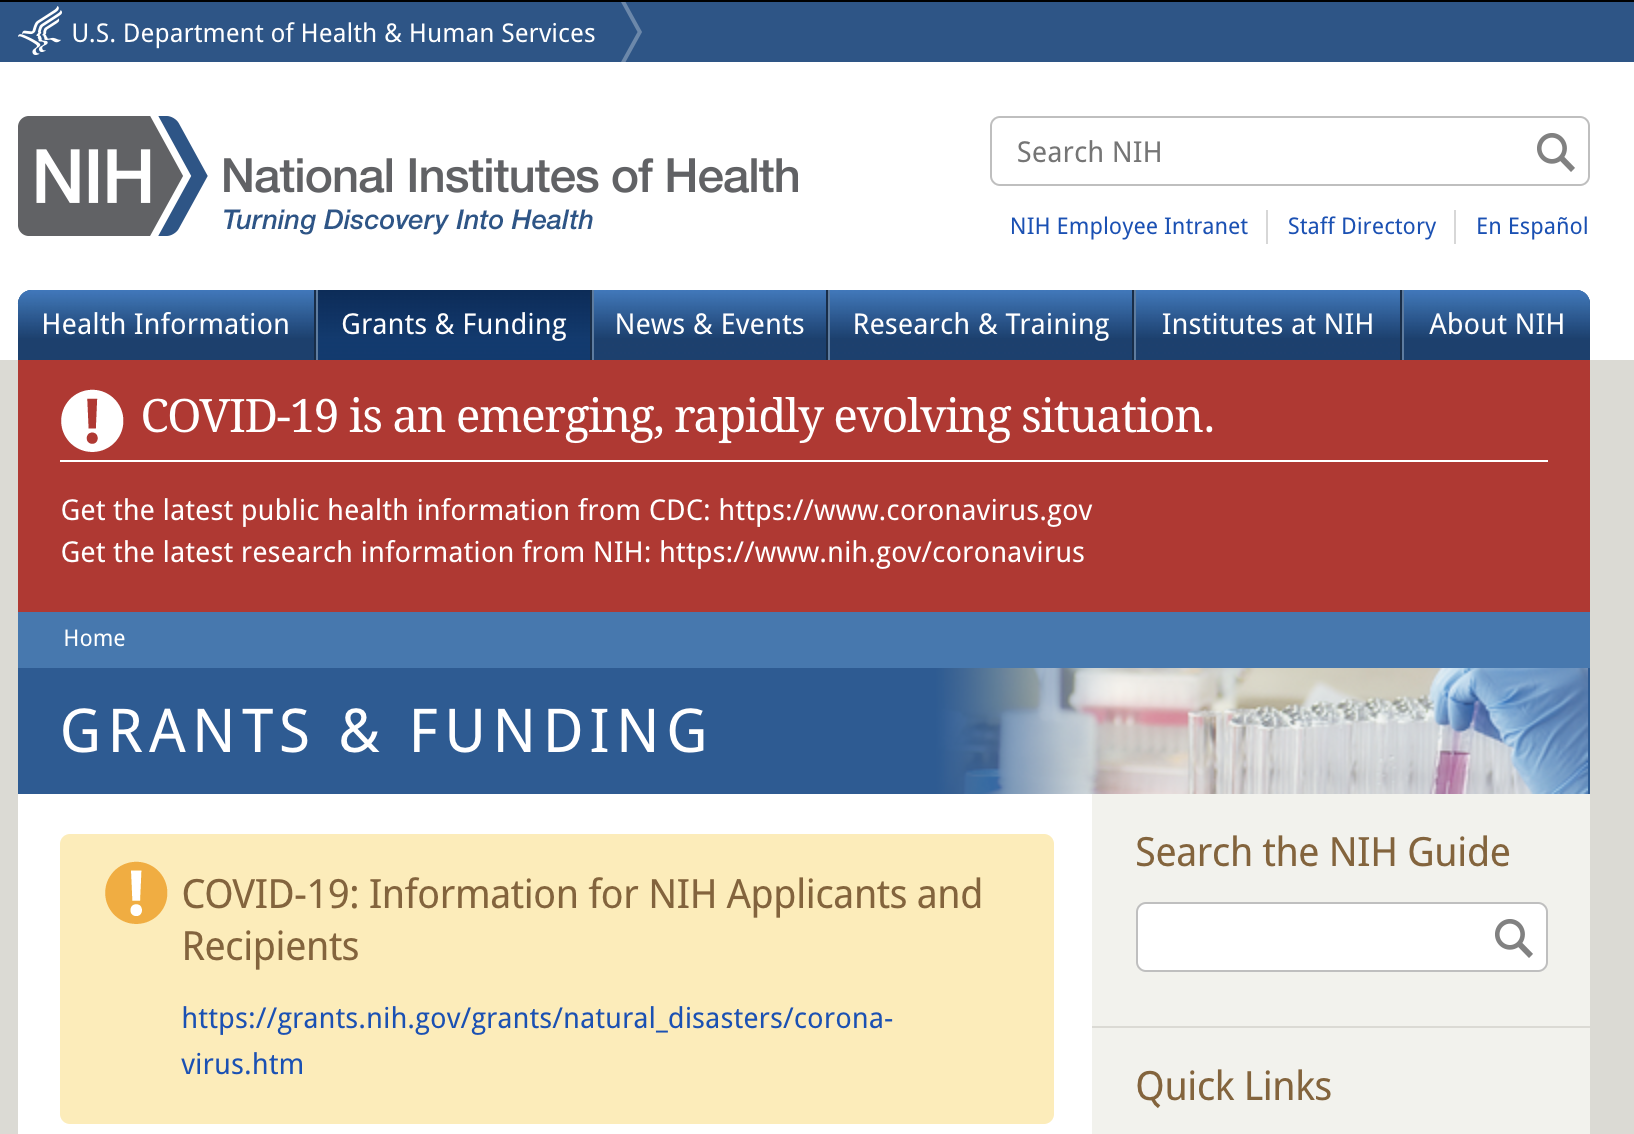 U.S. Department of Health & Human Services
NIH
National Institutes of Health
Turning Discovery Into Health
Search NIH
NIH Employee Intranet
Staff Directory
En Español
Health Information
Grants & Funding
News & Events
Research & Training
Institutes at NIH
About NIH
! COVID-19 is an emerging, rapidly evolving situation.
Get the latest public health information from CDC: https://www.coronavirus.gov
Get the latest research information from NIH: https://www.nih.gov/coronavirus
Home
GRANTS & FUNDING
! COVID-19: Information for NIH Applicants and
Recipients
https://grants.nih.gov/grants/natural_disasters/corona-
virus.htm
Search the NIH Guide
Quick Links